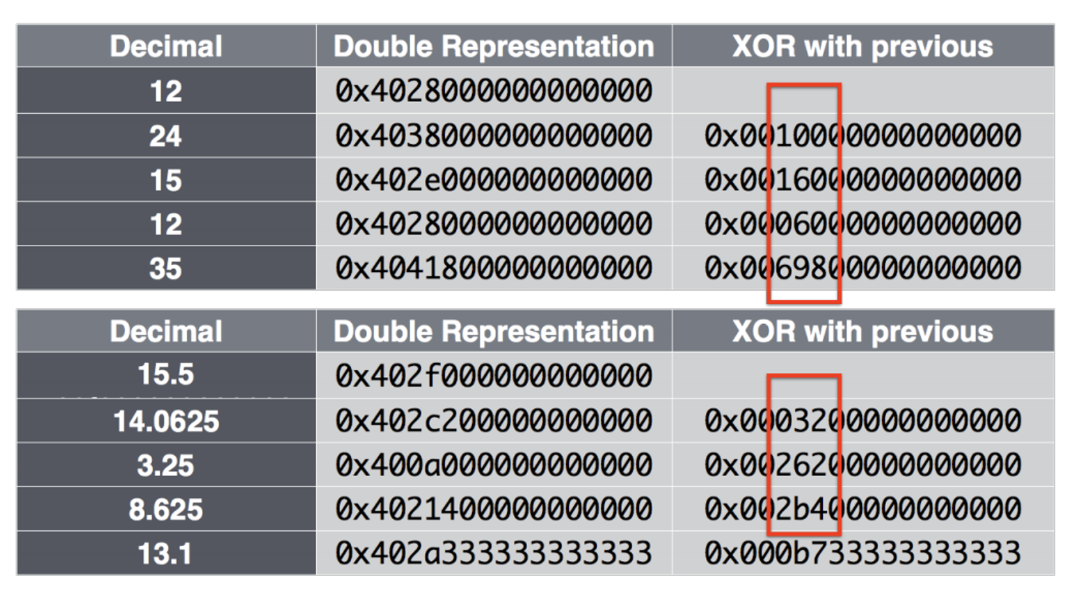 Decimal Double Representation XOR with previous
12 0x4028000000000000
24 0x4038000000000000 0x0010000000000000
15 0x402e000000000000 0x0016000000000000
12 0x4028000000000000 0x0006000000000000
35 0x4041800000000000 0x0069800000000000
Decimal Double Representation XOR with previous
15.5 0x402f000000000000
14.0625 0x402c200000000000 0x0003200000000000
3.25 0x400a000000000000 0x0026200000000000
8.625 0x4021400000000000 0x002b400000000000
13.1 0x402a333333333333 0x000b733333333333